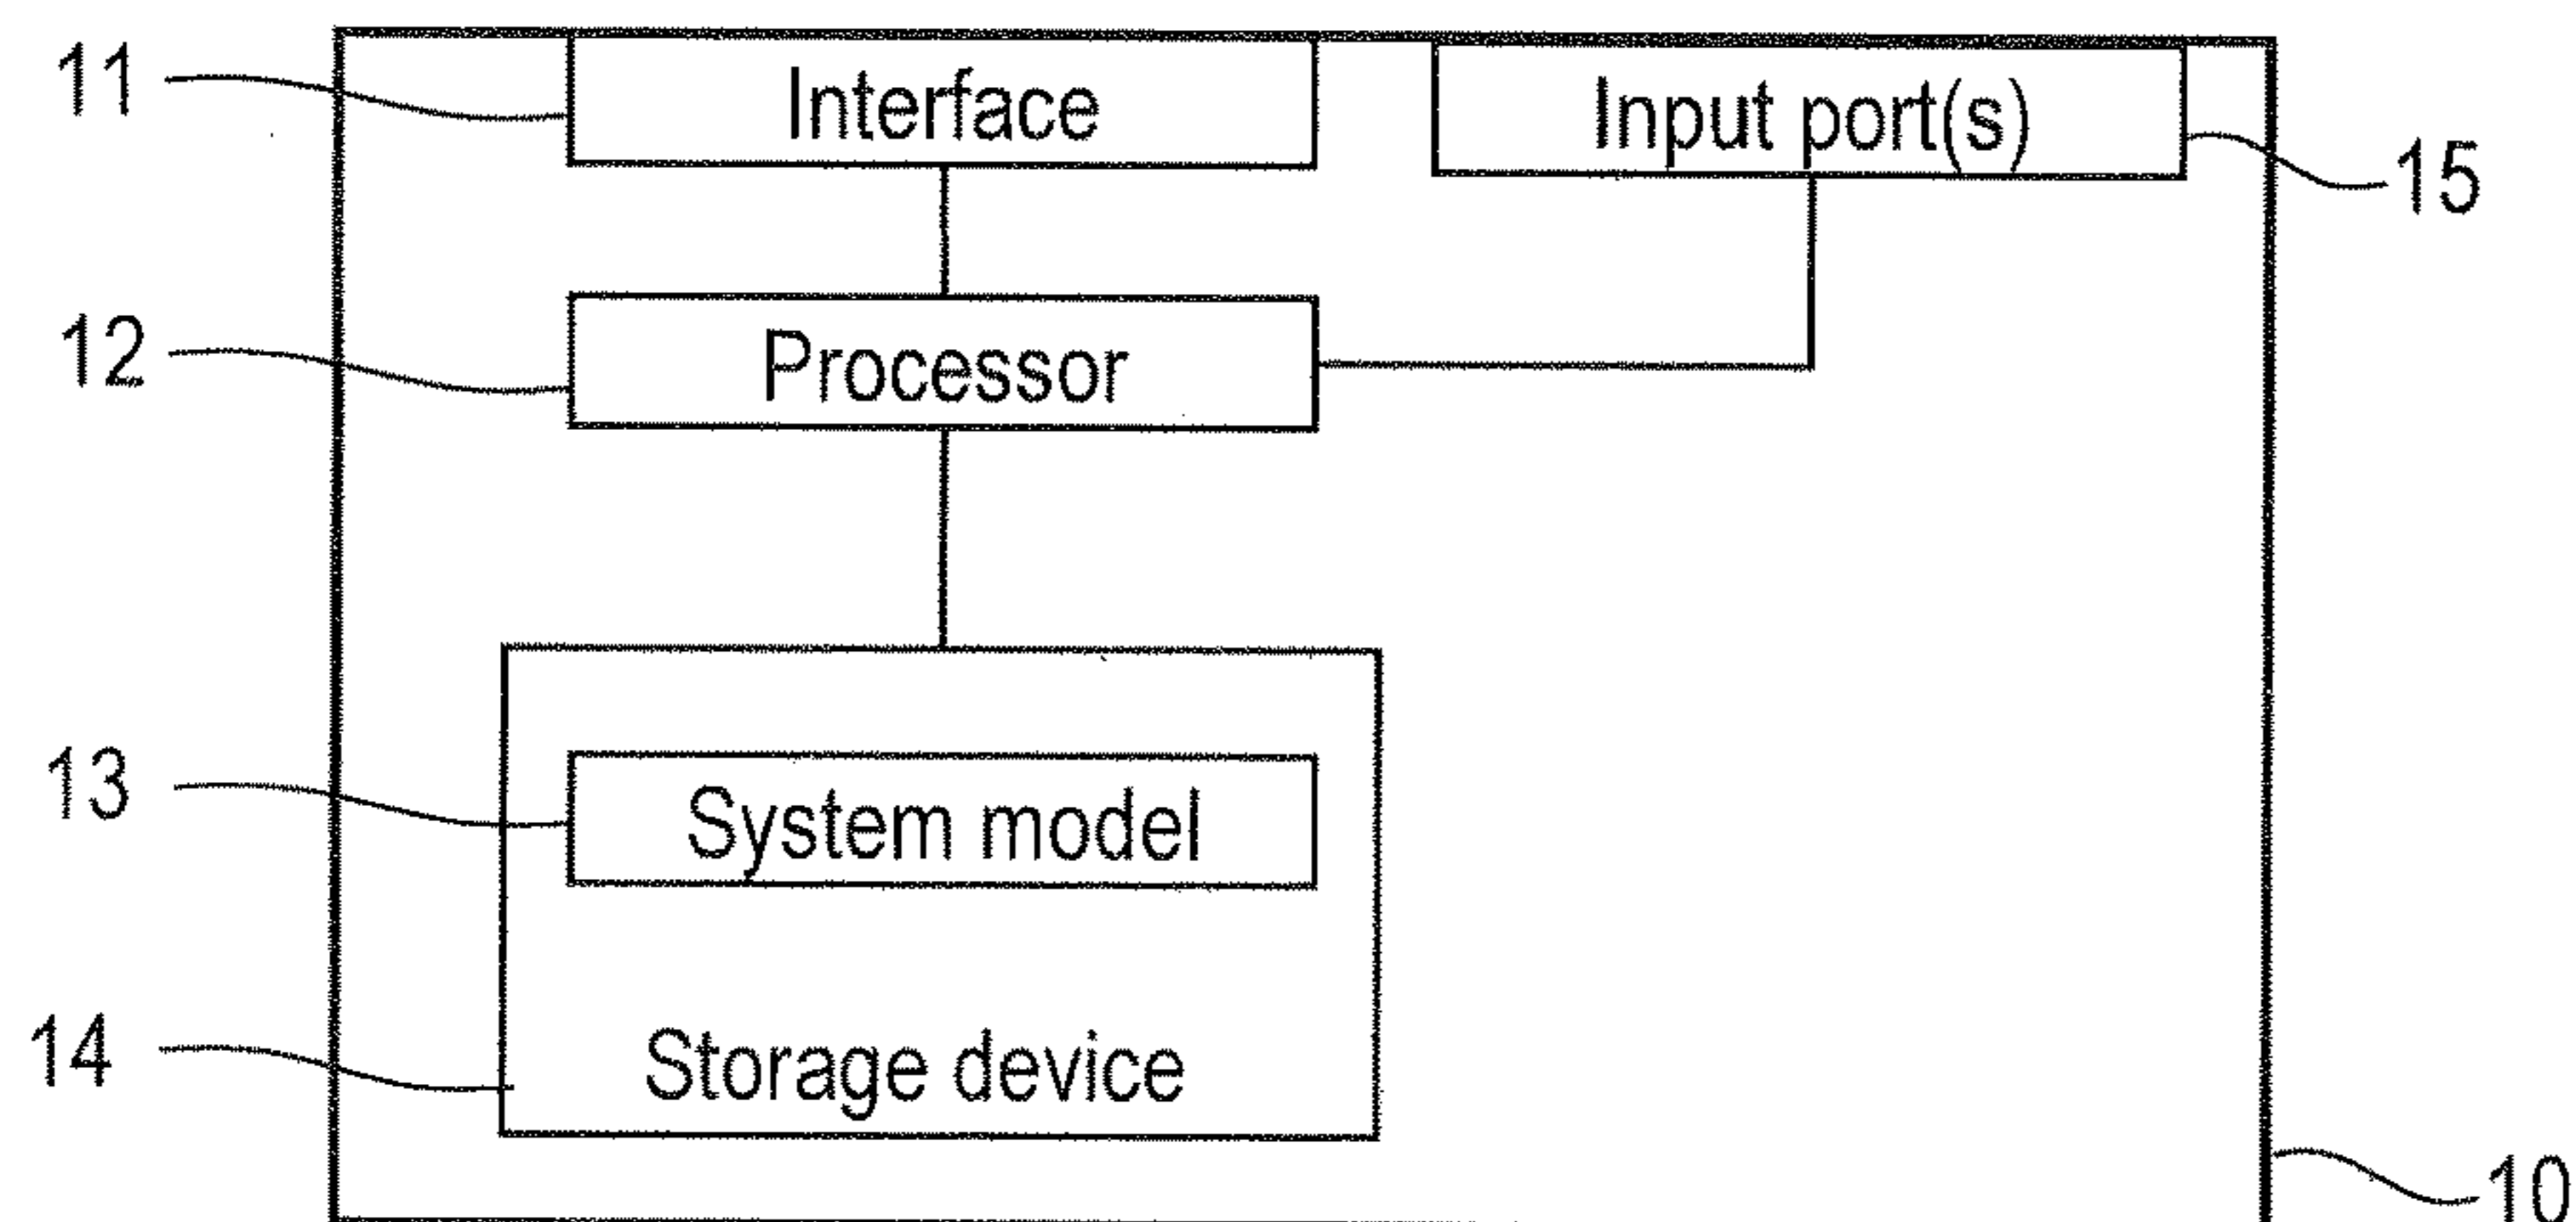 11
Interface
Input port(s)
15
12
Processor
13
System model
14
Storage device
10